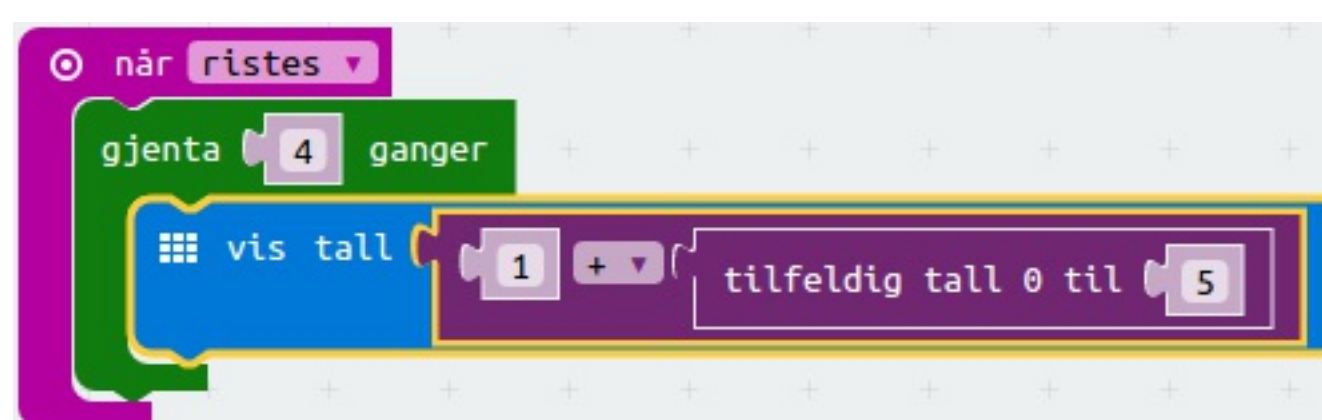 når ristes
gjenta 4 ganger
vis tall 1 + tilfeldig tall 0 til 5